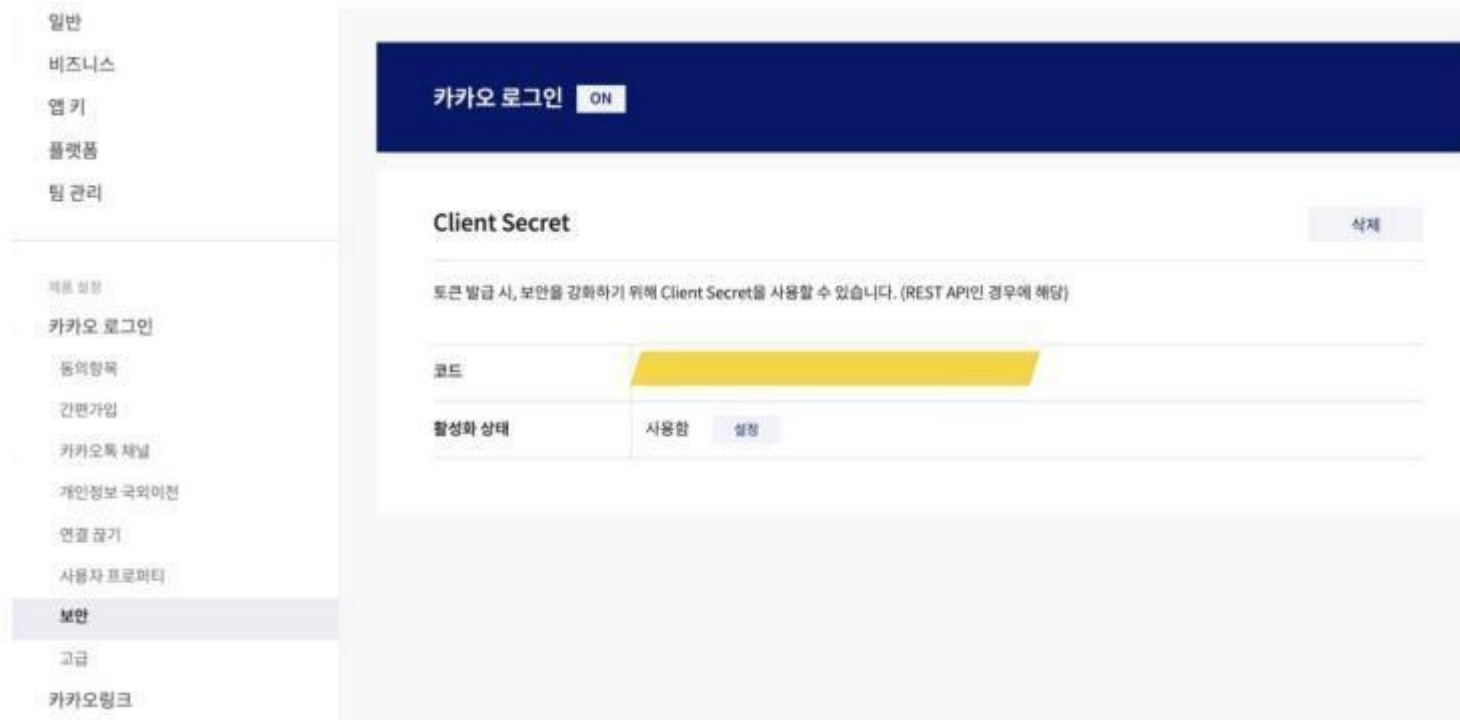 일반
비즈니스
앱 키
플랫폼
팀 관리
제품 설정
카카오 로그인
동의항목
간편가입
카카오톡 채널
개인정보 국외이전
연결 끊기
사용자 프로퍼티
보안
고급
카카오링크
카카오 로그인 ON
Client Secret 삭제
토큰 발급 시, 보안을 강화하기 위해 Client Secret을 사용할 수 있습니다. (REST API인 경우에 해당)
코드
활성화 상태 사용함 설정